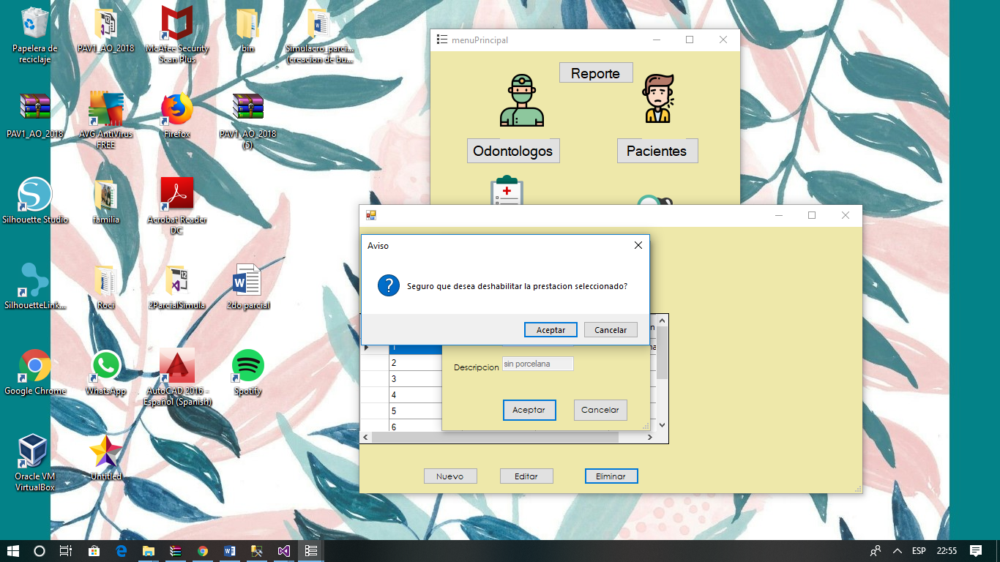 Papelera de
reciclaje
PAV1_AO_2018
McAfee Security
Scan Plus
bin
Simulacro_parci...
(creacion de bu...
PAV1_AO_2018
AVG AntiVirus
FREE
Firefox
PAV1_AO_2018
(5)
Silhouette Studio
familia
Acrobat Reader
DC
SilhouetteLink...
Roci
2ParcialSimula
2do parcial
Google Chrome
WhatsApp
AutoCAD 2016 -
Español (Spanish)
Spotify
Oracle VM
VirtualBox
Untitled
menuPrincipal
Reporte
Odontologos
Pacientes
Aviso
Seguro que desea deshabilitar la prestacion seleccionado?
Aceptar
Cancelar
1
2
3
4
5
6
Descripcion
sin porcelana
Aceptar
Cancelar
Nuevo
Editar
Eliminar
ESP
22:55